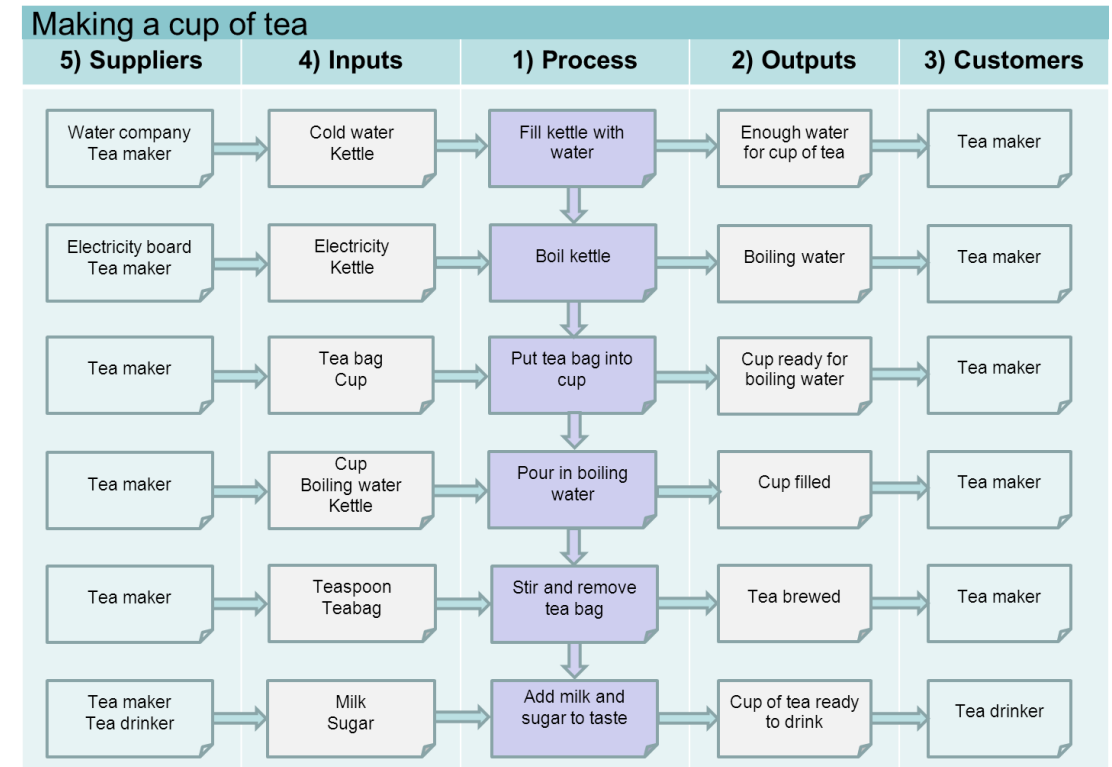 Making a cup of tea
5) Suppliers
4) Inputs
1) Process
2) Outputs
3) Customers
Water company
Tea maker
Cold water
Kettle
Fill kettle with
water
Enough water
for cup of tea
Tea maker
Electricity board
Tea maker
Electricity
Kettle
Boil kettle
Boiling water
Tea maker
Tea maker
Tea bag
Cup
Put tea bag into
cup
Cup ready for
boiling water
Tea maker
Tea maker
Cup
Boiling water
Kettle
Pour in boiling
water
Cup filled
Tea maker
Tea maker
Teaspoon
Teabag
Stir and remove
tea bag
Tea brewed
Tea maker
Tea maker
Tea drinker
Milk
Sugar
Add milk and
sugar to taste
Cup of tea ready
to drink
Tea drinker